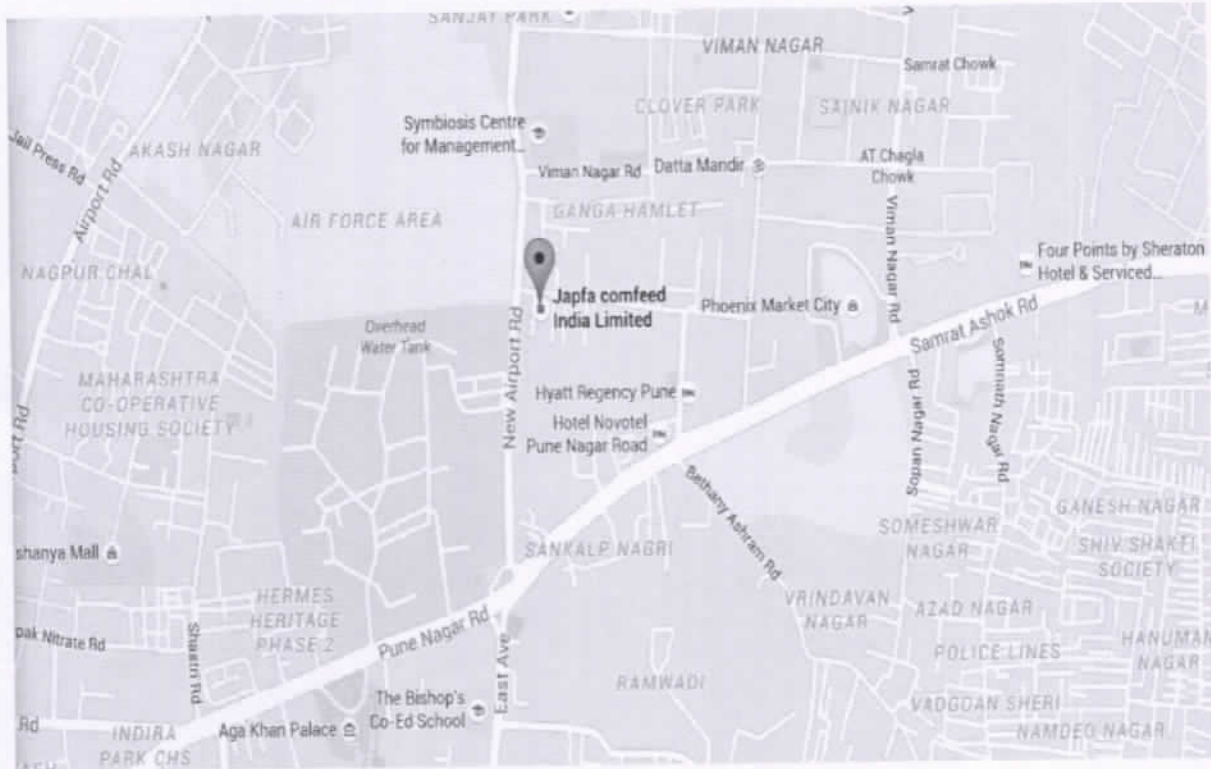 SANJAY PARK
VIMAN NAGAR
Samrat Chowk
CLOVER PARK
SAINIK NAGAR
Symbiosis Centre
for Management...
Jail Press Rd
AKASH NAGAR
Airport Rd
Viman Nagar Rd
Datta Mandir
AT Chagla
Chowk
AIR FORCE AREA
GANGA HAMLET
Viman Nagar Rd
NAGPUR CHAL
Four Points by Sheraton
Hotel & Serviced...
Japfa comfeed
India Limited
Phoenix Market City
Samrat Ashok Rd
Overhead
Water Tank
New Airport Rd
MAHARASHTRA
CO-OPERATIVE
HOUSING SOCIETY
Hyatt Regency Pune
Hotel Novotel
Pune Nagar Road
Sopan Nagar Rd
Somnath Nagar Rd
Bethany Ashram Rd
GANESH NAGAR
SOMESHWAR
NAGAR
SHIV SHAKTI
SOCIETY
shanya Mall
SANKALP NAGRI
HERMES
HERITAGE
PHASE 2
Pune Nagar Rd
VRINDAVAN
NAGAR
AZAD NAGAR
pak Nitrate Rd
Shastri Rd
East Ave
POLICE LINES
HANUMAN
NAGAR
RAMWADI
The Bishop's
Co-Ed School
VADGOAN SHERI
Rd
INDIRA
PARK CHS
Aga Khan Palace
NAMDEO NAGAR